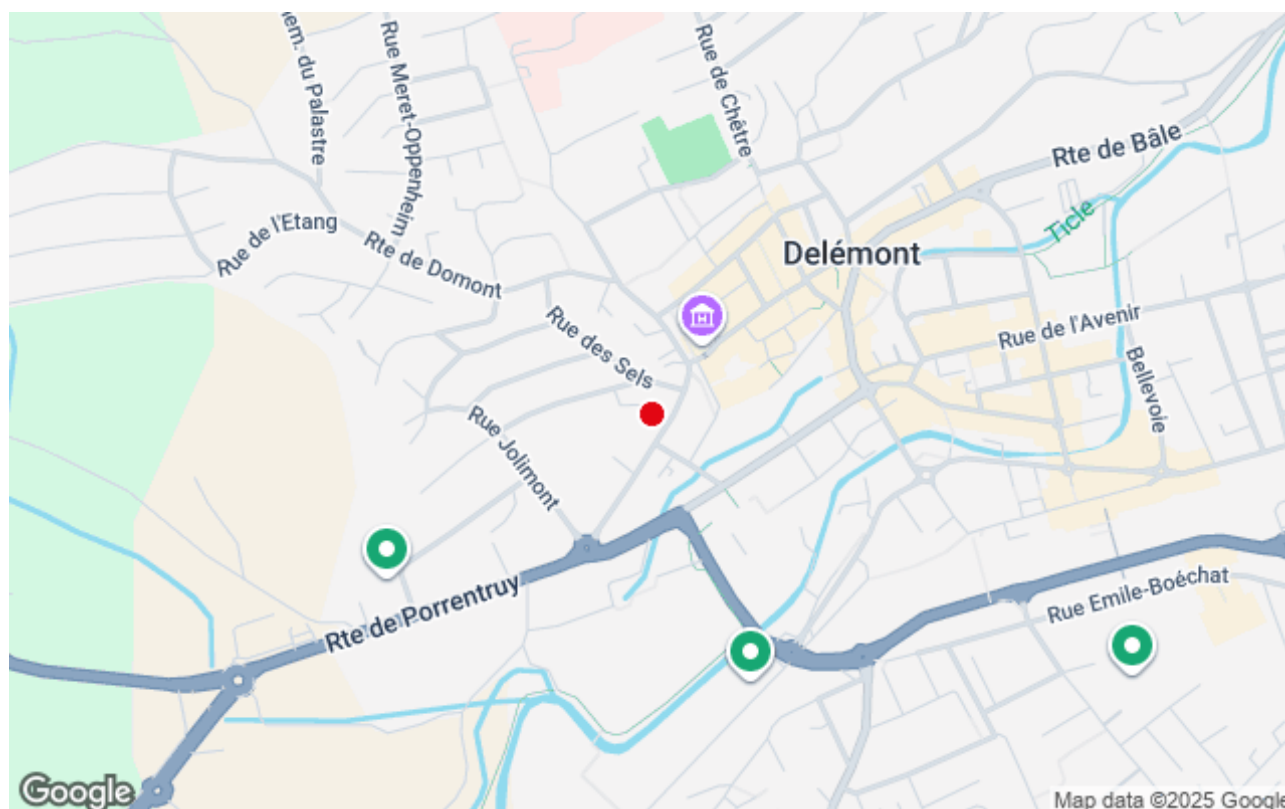 Chem. du Palastre
Rue Meret-Oppenheim
Rue de Chêtre
Rte de Bâle
Ticle
Rue de l'Etang
Rte de Domont
Delémont
Rue des Sels
Rue de l'Avenir
Bellevoie
Rue Jolimont
Rte de Porrentruy
Rue Emile-Boéchat
Google
Map data ©2025 Google